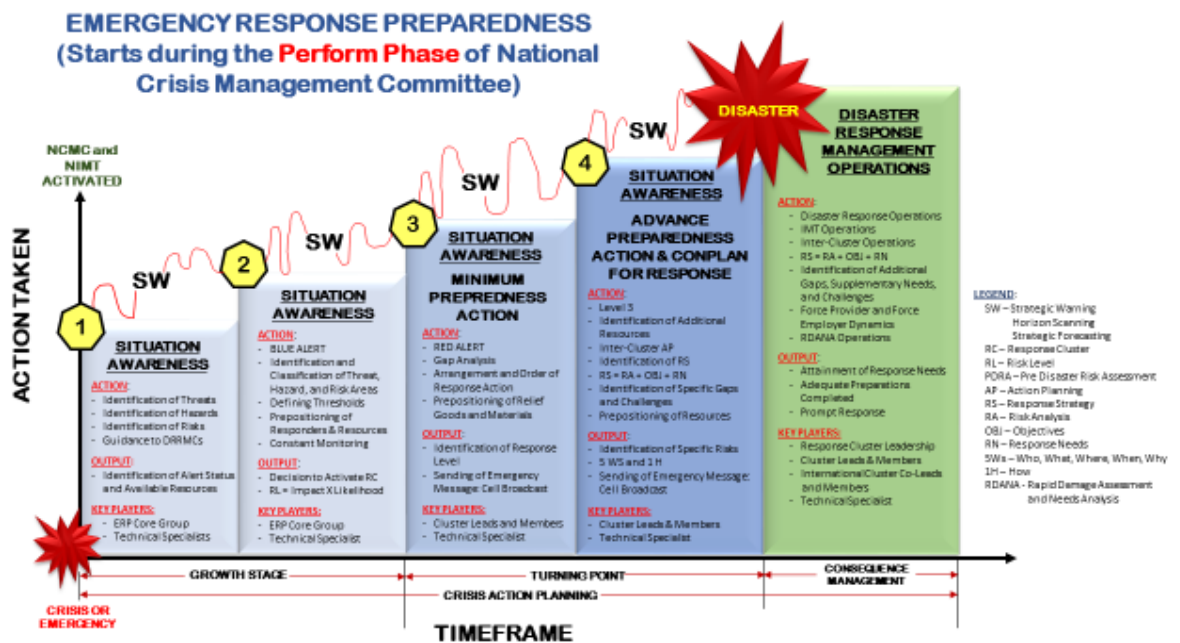 EMERGENCY RESPONSE PREPAREDNESS
(Starts during the Perform Phase of National
Crisis Management Committee)
NCMC and
NIMT
ACTIVATED
ACTION TAKEN
SW
SW
SW
SW
DISASTER
1
SITUATION
AWARENESS
ACTION:
- Identification of Threats
- Identification of Hazards
- Identification of Risks
- Guidance to DRRMCs
OUTPUT:
- Identification of Alert Status
and Available Resources
KEY PLAYERS:
- ERP Core Group
- Technical Specialists
2
SITUATION
AWARENESS
ACTION:
- BLUE ALERT
- Identification and
Classification of Threat,
Hazard, and Risk Areas
- Defining Thresholds
- Prepositioning of
Responders & Resources
- Constant Monitoring
OUTPUT:
- Decision to Activate RC
- RL = Impact X Likelihood
KEY PLAYERS:
- ERP Core Group
- Technical Specialist
3
SITUATION
AWARENESS
MINIMUM
PREPREDNESS
ACTION
ACTION:
- RED ALERT
- Gap Analysis
- Arrangement and Order of
Response Action
- Prepositioning of Relief
Goods and Materials
OUTPUT:
- Identification of Response
Level
- Sending of Emergency
Message: Cell Broadcast
KEY PLAYERS:
- Cluster Leads and Members
- Technical Specialist
4
SITUATION
AWARENESS
ADVANCE
PREPAREDNESS
ACTION & CONPLAN
FOR RESPONSE
ACTION:
- Level 3
- Identification of Additional
Resources
- Inter-Cluster AP
- Identification of RS
- RS = RA + OBJ + RN
- Identification of Specific Gaps
and Challenges
- Prepositioning of Resources
OUTPUT:
- Identification of Specific Risks
- 5 WS and 1 H
- Sending of Emergency Message:
Cell Broadcast
KEY PLAYERS:
- Cluster Leads & Members
- Technical Specialist
DISASTER
RESPONSE
MANAGEMENT
OPERATIONS
ACTION:
- Disaster Response Operations
- IMT Operations
- Inter-Cluster Operations
- RS = RA + OBJ + RN
- Identification of Additional
Gaps, Supplementary Needs,
and Challenges
- Force Provider and Force
Employer Dynamics
- RDANA Operations
OUTPUT:
- Attainment of Response Needs
- Adequate Preparations
Completed
- Prompt Response
KEY PLAYERS:
- Response Cluster Leadership
- Cluster Leads & Members
- International Cluster Co-Leads
and Members
- Technical Specialist
LEGEND:
SW – Strategic Warning
Horizon Scanning
Strategic Forecasting
RC – Response Cluster
RL – Risk Level
PDRA – Pre Disaster Risk Assessment
AP – Action Planning
RS – Response Strategy
RA – Risk Analysis
OBJ – Objectives
RN – Response Needs
5Ws – Who, What, Where, When, Why
1H – How
RDANA - Rapid Damage Assessment
and Needs Analysis
GROWTH STAGE
TURNING POINT
CONSEQUENCE
MANAGEMENT
CRISIS ACTION PLANNING
CRISIS OR
EMERGENCY
TIMEFRAME